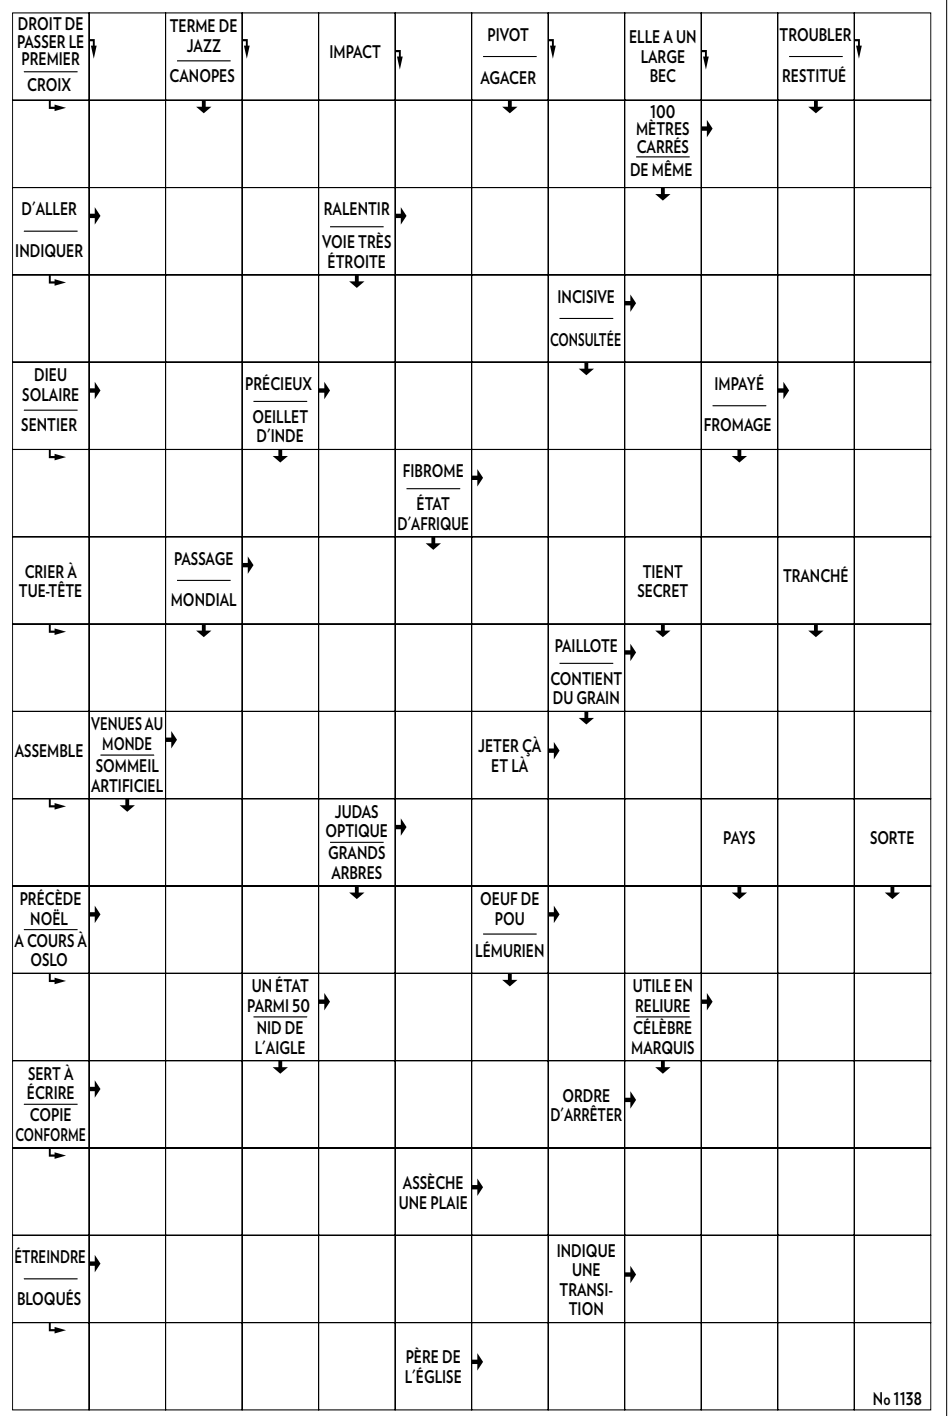 DROIT DE
PASSER LE
PREMIER
CROIX
TERME DE
JAZZ
CANOPES
IMPACT
PIVOT
AGACER
ELLE A UN
LARGE
BEC
TROUBLER
RESTITUÉ
100
MÈTRES
CARRÉS
DE MÊME
D'ALLER
INDIQUER
RALENTIR
VOIE TRÈS
ÉTROITE
INCISIVE
CONSULTÉE
DIEU
SOLAIRE
SENTIER
PRÉCIEUX
OEILLET
D'INDE
IMPAYÉ
FROMAGE
FIBROME
ÉTAT
D'AFRIQUE
CRIER À
TUE-TÊTE
PASSAGE
MONDIAL
TIENT
SECRET
TRANCHÉ
PAILLOTE
CONTIENT
DU GRAIN
ASSEMBLE
VENUES AU
MONDE
SOMMEIL
ARTIFICIEL
JETER ÇÀ
ET LÀ
JUDAS
OPTIQUE
GRANDS
ARBRES
PAYS
SORTE
PRÉCÈDE
NOËL
A COURS À
OSLO
OEUF DE
POU
LÉMURIEN
UN ÉTAT
PARMI 50
NID DE
L'AIGLE
UTILE EN
RELIURE
CÉLÈBRE
MARQUIS
SERT À
ÉCRIRE
COPIE
CONFORME
ORDRE
D'ARRÊTER
ASSÈCHE
UNE PLAIE
ÉTREINDRE
BLOQUÉS
INDIQUE
UNE
TRANSI-
TION
PÈRE DE
L'ÉGLISE
No 1138